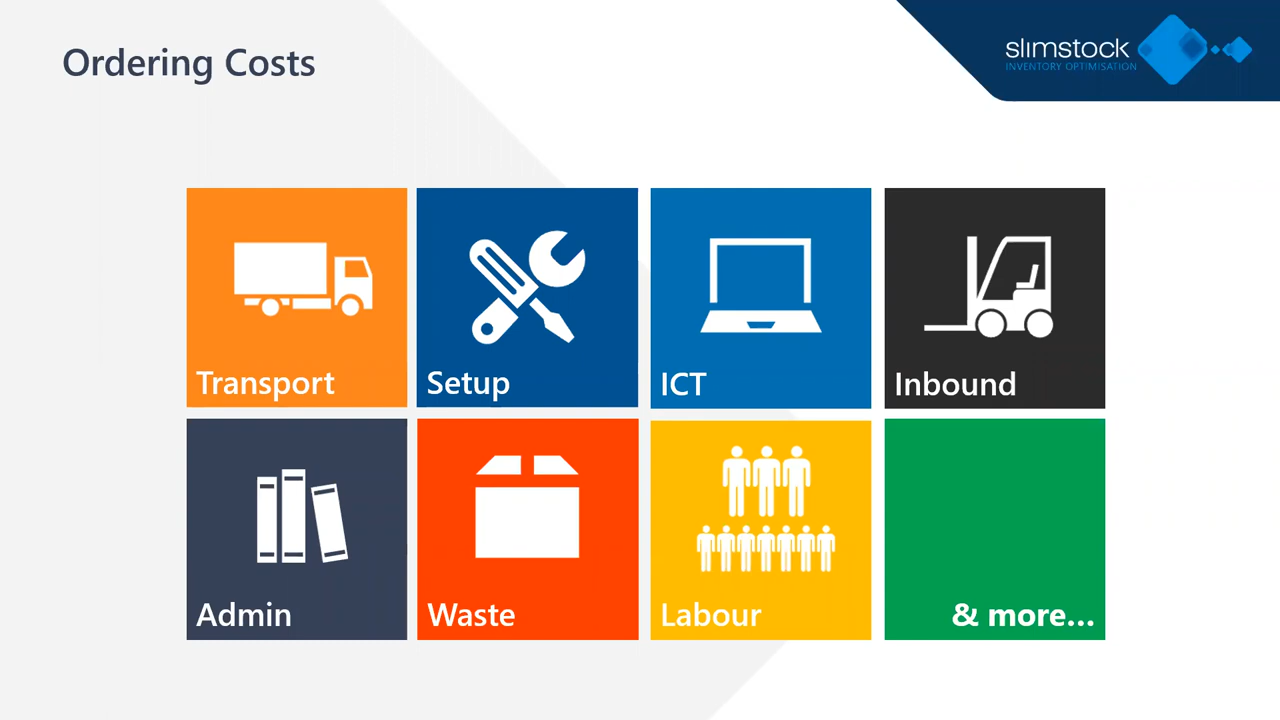 Ordering Costs
slimstock
INVENTORY OPTIMISATION
Transport
Setup
ICT
Inbound
Admin
Waste
Labour
& more...